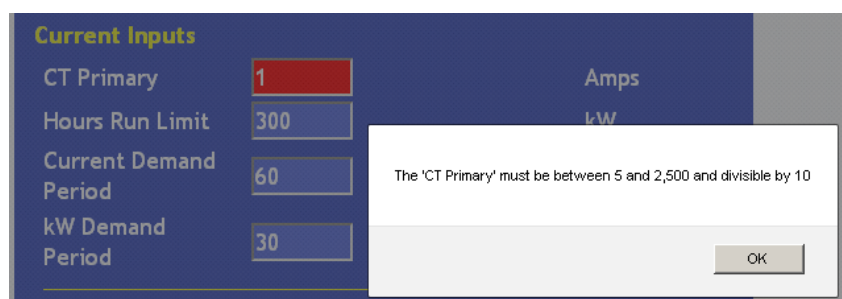 Current Inputs
CT Primary 1 Amps
Hours Run Limit 300 kW
Current Demand
Period 60
The 'CT Primary' must be between 5 and 2,500 and divisible by 10
kW Demand
Period 30
OK